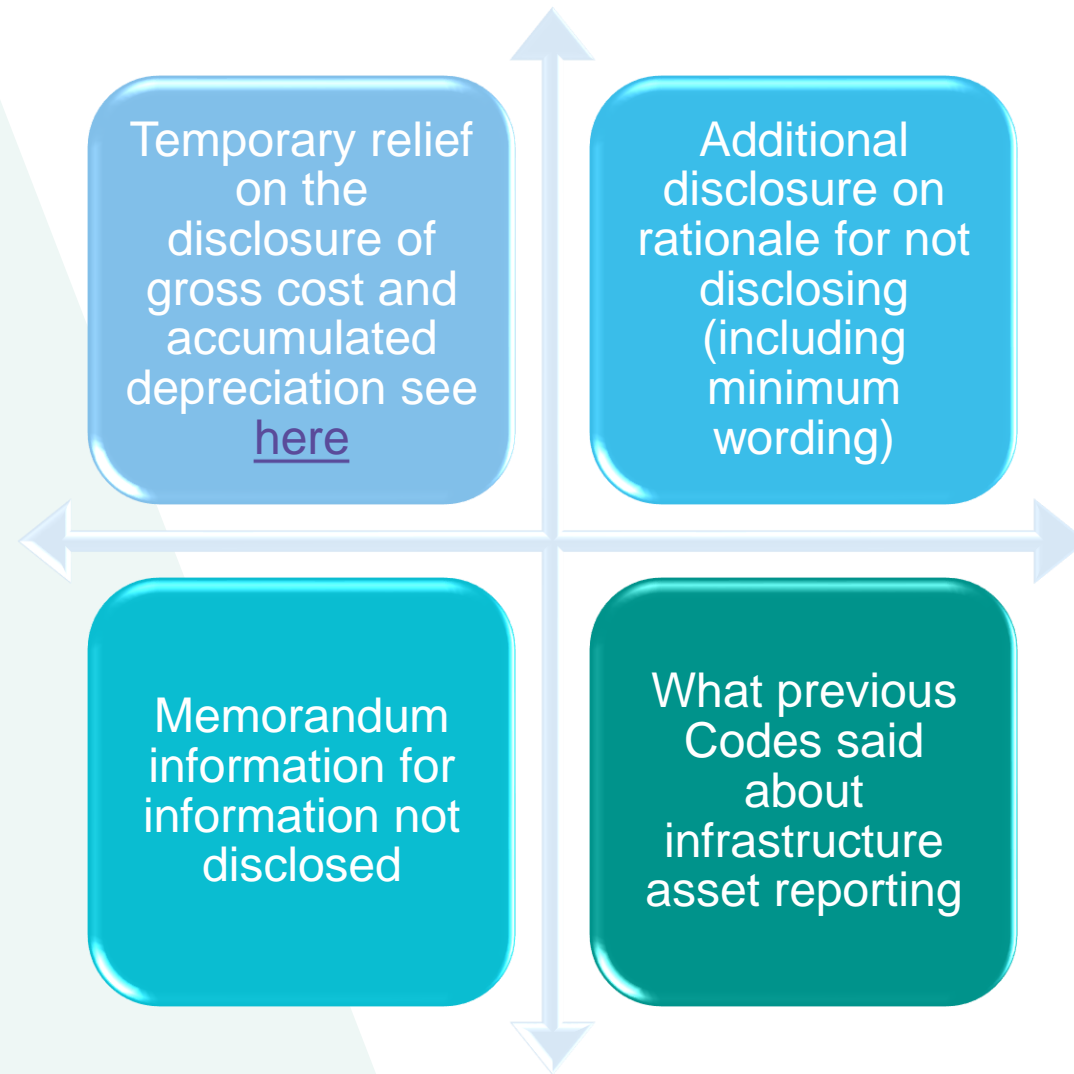 Temporary relief
on the
disclosure of
gross cost and
accumulated
depreciation see
here
Additional
disclosure on
rationale for not
disclosing
(including
minimum
wording)
Memorandum
information for
information not
disclosed
What previous
Codes said
about
infrastructure
asset reporting